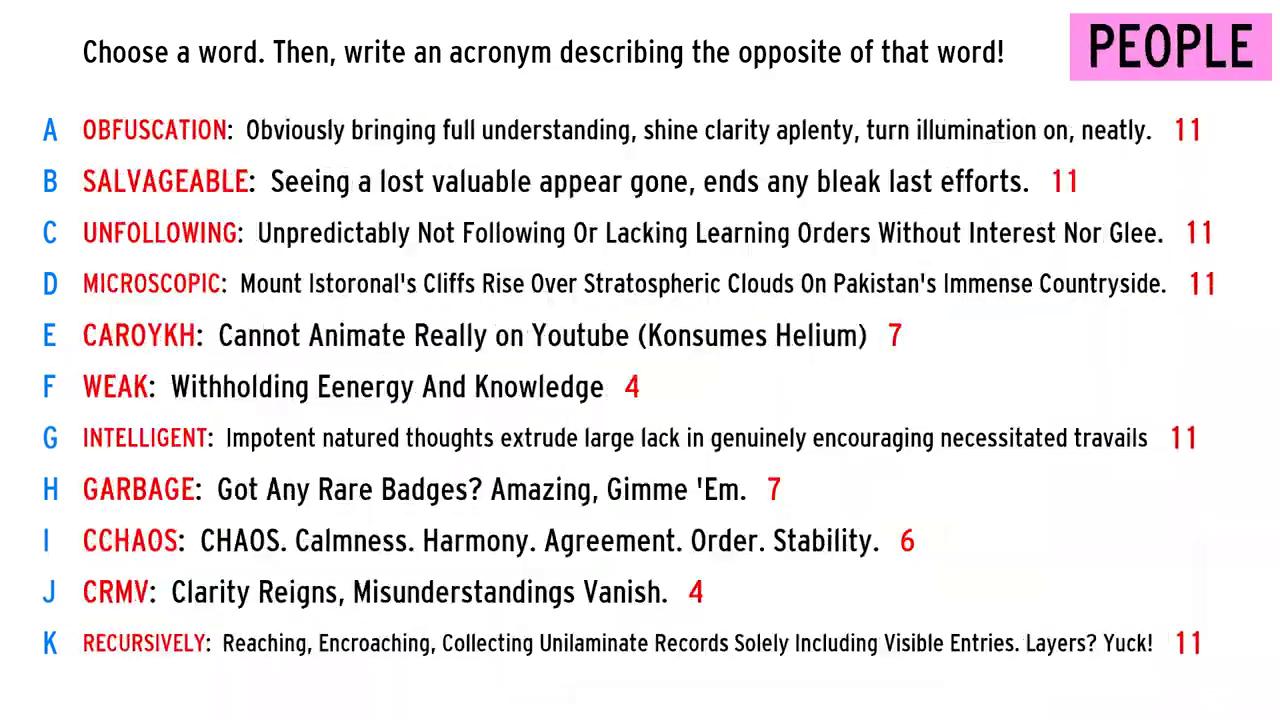 Choose a word. Then, write an acronym describing the opposite of that word!
PEOPLE
A OBFUSCATION: Obviously bringing full understanding, shine clarity aplenty, turn illumination on, neatly. 11
B SALVAGEABLE: Seeing a lost valuable appear gone, ends any bleak last efforts. 11
C UNFOLLOWING: Unpredictably Not Following Or Lacking Learning Orders Without Interest Nor Glee. 11
D MICROSCOPIC: Mount Istoronal's Cliffs Rise Over Stratospheric Clouds On Pakistan's Immense Countryside. 11
E CAROYKH: Cannot Animate Really on Youtube (Konsumes Helium) 7
F WEAK: Withholding Eenergy And Knowledge 4
G INTELLIGENT: Impotent natured thoughts extrude large lack in genuinely encouraging necessitated travails 11
H GARBAGE: Got Any Rare Badges? Amazing, Gimme 'Em. 7
I CCHAOS: CHAOS. Calmness. Harmony. Agreement. Order. Stability. 6
J CRMV: Clarity Reigns, Misunderstandings Vanish. 4
K RECURSIVELY: Reaching, Encroaching, Collecting Unilaminate Records Solely Including Visible Entries. Layers? Yuck! 11